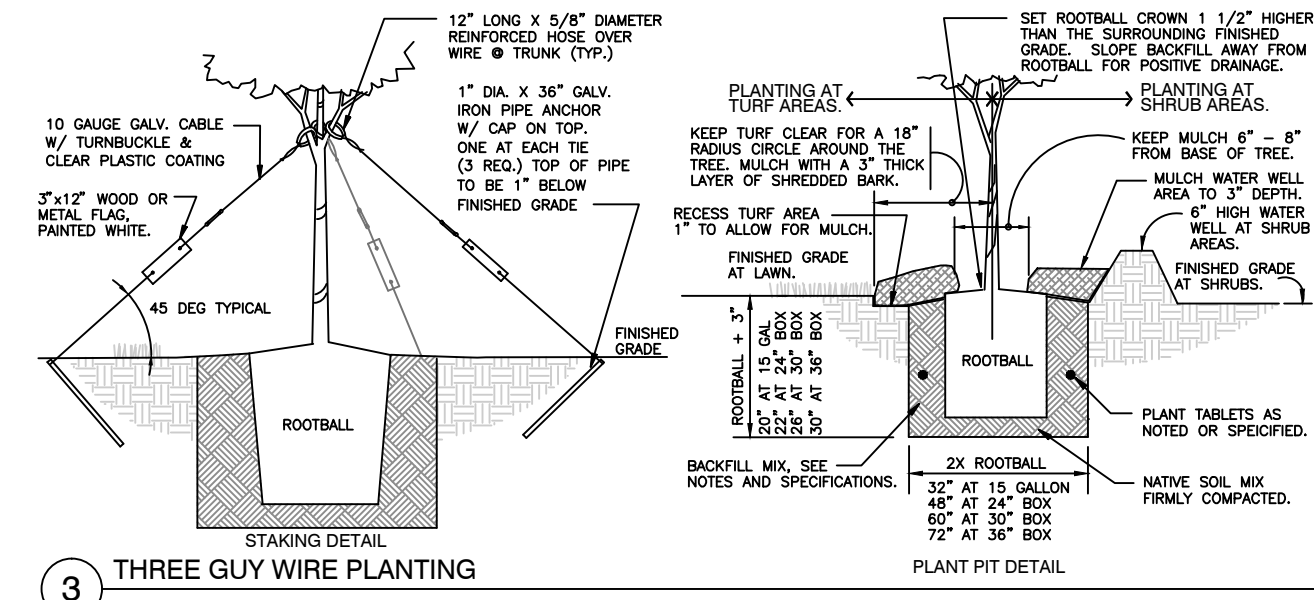 12" LONG X 5/8" DIAMETER
REINFORCED HOSE OVER
WIRE @ TRUNK (TYP.)
1" DIA. X 36" GALV.
IRON PIPE ANCHOR
W/ CAP ON TOP.
ONE AT EACH TIE
(3 REQ.) TOP OF PIPE
TO BE 1" BELOW
FINISHED GRADE
10 GAUGE GALV. CABLE
W/ TURNBUCKLE &
CLEAR PLASTIC COATING
3"x12" WOOD OR
METAL FLAG,
PAINTED WHITE.
45 DEG TYPICAL
FINISHED
GRADE
ROOTBALL
STAKING DETAIL
3
THREE GUY WIRE PLANTING
SET ROOTBALL CROWN 1 1/2" HIGHER
THAN THE SURROUNDING FINISHED
GRADE. SLOPE BACKFILL AWAY FROM
ROOTBALL FOR POSITIVE DRAINAGE.
PLANTING AT
TURF AREAS.
PLANTING AT
SHRUB AREAS.
KEEP TURF CLEAR FOR A 18"
RADIUS CIRCLE AROUND THE
TREE. MULCH WITH A 3" THICK
LAYER OF SHREDDED BARK.
KEEP MULCH 6" - 8"
FROM BASE OF TREE.
MULCH WATER WELL
AREA TO 3" DEPTH.
RECESS TURF AREA
1" TO ALLOW FOR MULCH.
6" HIGH WATER
WELL AT SHRUB
AREAS.
FINISHED GRADE
AT LAWN.
FINISHED GRADE
AT SHRUBS.
ROOTBALL + 3"
20" AT 15 GAL
22" AT 24" BOX
26" AT 30" BOX
30" AT 36" BOX
ROOTBALL
PLANT TABLETS AS
NOTED OR SPEICIFIED.
BACKFILL MIX, SEE
NOTES AND SPECIFICATIONS.
2X ROOTBALL
32" AT 15 GALLON
48" AT 24" BOX
60" AT 30" BOX
72" AT 36" BOX
NATIVE SOIL MIX
FIRMLY COMPACTED.
PLANT PIT DETAIL